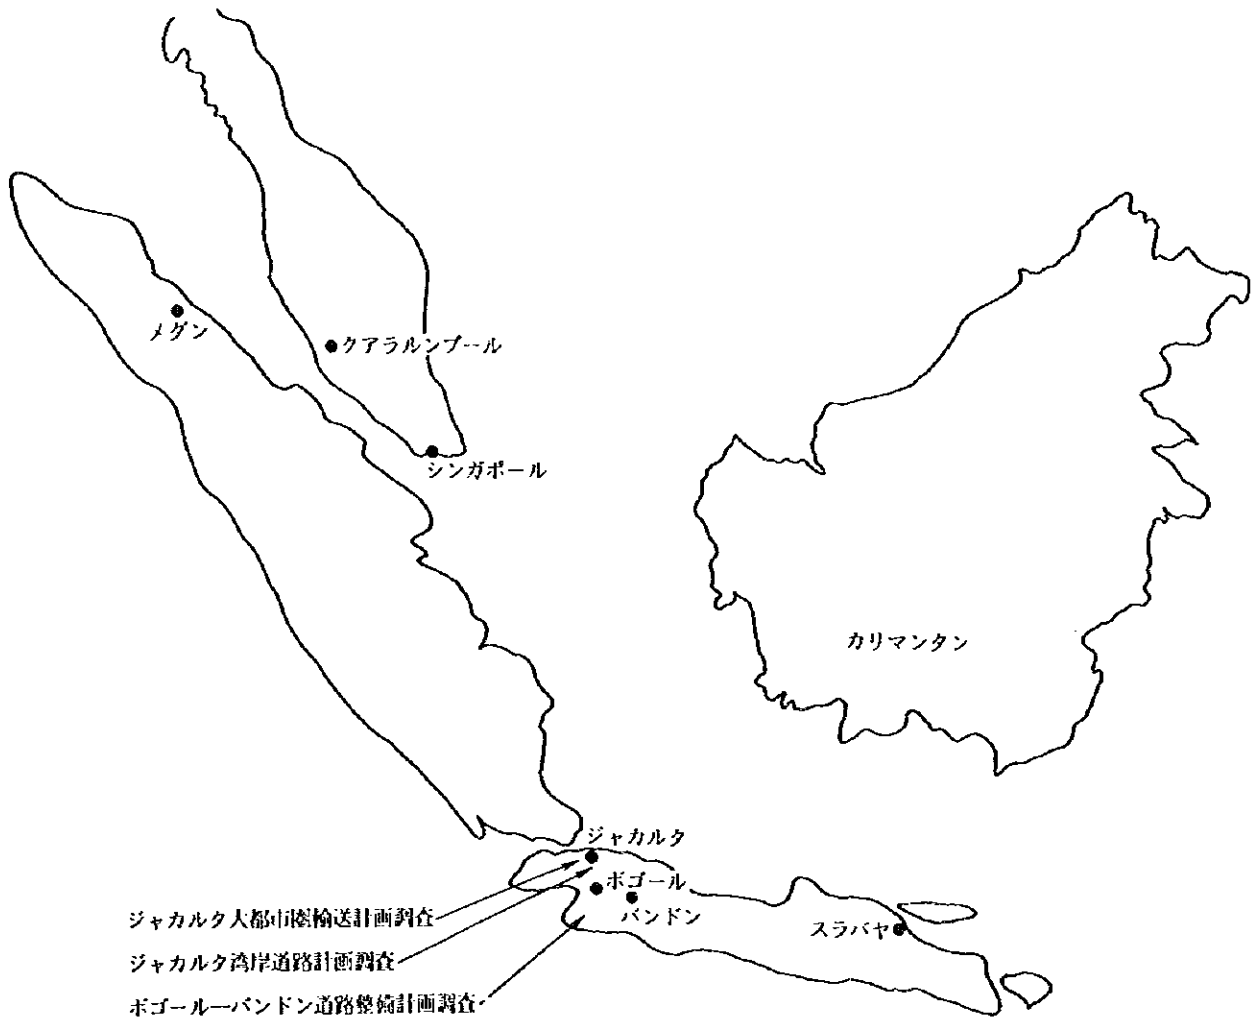 メダン
クアラルンプール
シンガポール
カリマンタン
ジャカルタ
ボゴール
バンドン
スラバヤ
ジャカルタ大都市圏輸送計画調査
ジャカルタ湾岸道路計画調査
ボゴールーバンドン道路整備計画調査